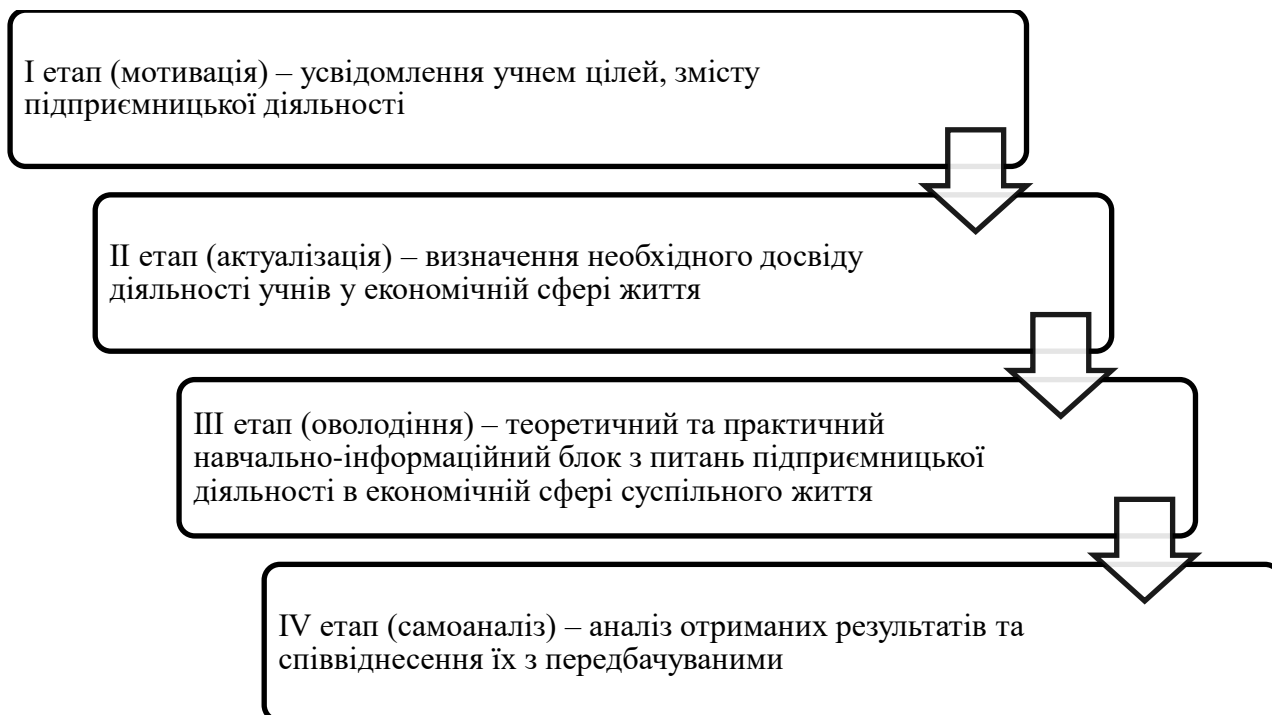 I етап (мотивація) – усвідомлення учнем цілей, змісту
підприємницької діяльності
II етап (актуалізація) – визначення необхідного досвіду
діяльності учнів у економічній сфері життя
III етап (оволодіння) – теоретичний та практичний
навчально-інформаційний блок з питань підприємницької
діяльності в економічній сфері суспільного життя
IV етап (самоаналіз) – аналіз отриманих результатів та
співвіднесення їх з передбачуваними